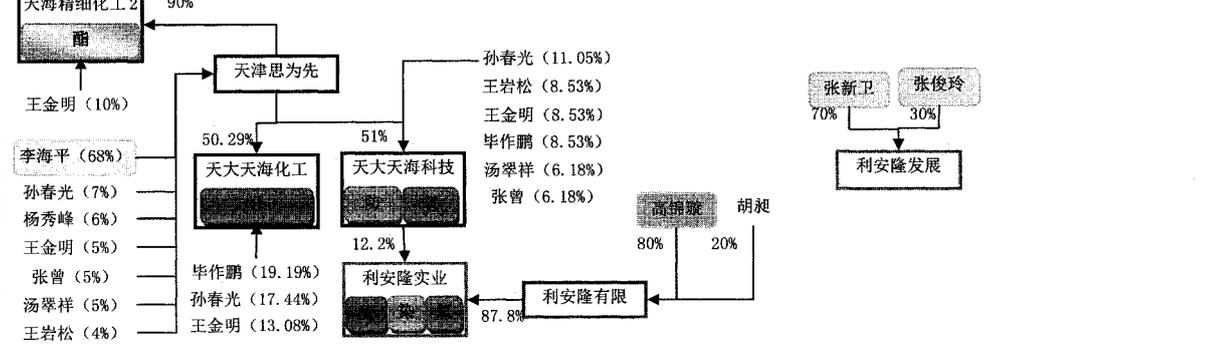 天海精细化工2
90%
酯
王金明（10%）
天津思为先
李海平（68%）
孙春光（7%）
杨秀峰（6%）
王金明（5%）
张曾（5%）
汤翠祥（5%）
王岩松（4%）
50.29%
天大天海化工
毕作鹏（19.19%）
孙春光（17.44%）
王金明（13.08%）
51%
天大天海科技
孙春光（11.05%）
王岩松（8.53%）
王金明（8.53%）
毕作鹏（8.53%）
汤翠祥（6.18%）
张曾（6.18%）
12.2%
利安隆实业
染
87.8%
利安隆有限
高锦璇
胡昶
80%
20%
张新卫
张俊玲
70%
30%
利安隆发展